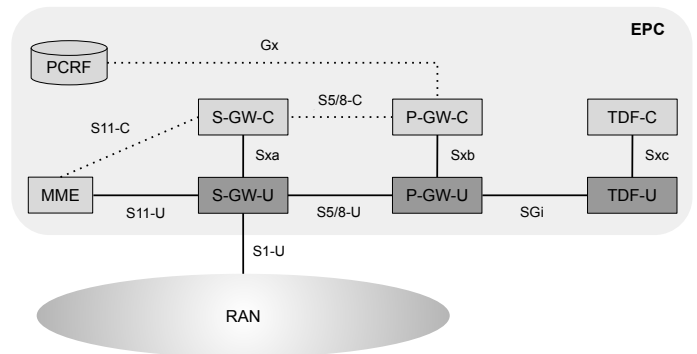 EPC
Gx
PCRF
S5/8-C
S11-C
S-GW-C
P-GW-C
TDF-C
Sxa
Sxb
Sxc
MME
S-GW-U
P-GW-U
TDF-U
S11-U
S5/8-U
SGi
S1-U
RAN